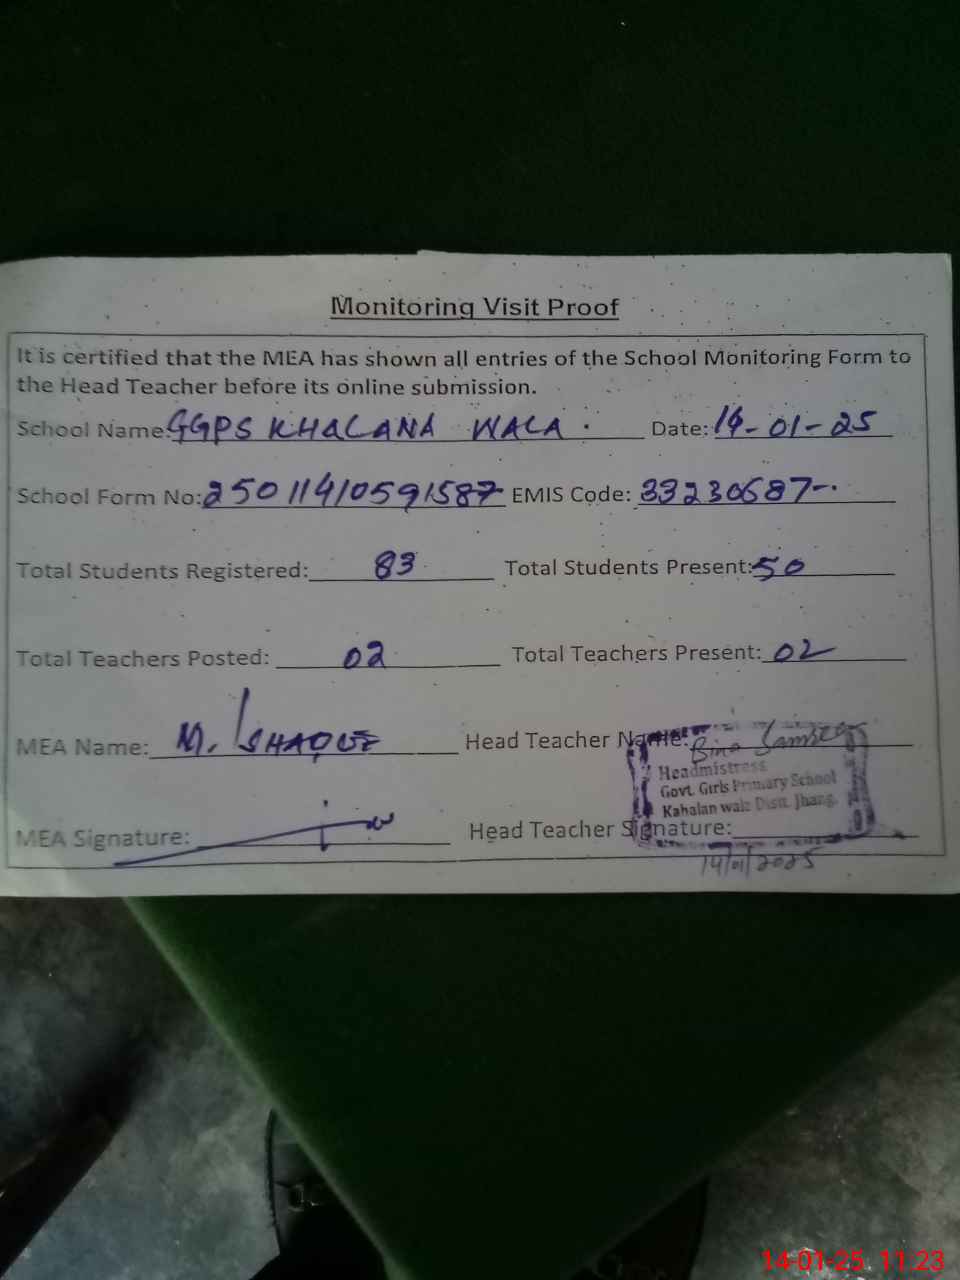 Monitoring Visit Proof
It is certified that the MEA has shown all entries of the School Monitoring Form to
the Head Teacher before its online submission.
School Name: GGPS KHALANA WALA. Date: 14-01-25
School Form No: 25011410591587 EMIS Code: 33230687-.
Total Students Registered: 83 Total Students Present: 50
Total Teachers Posted: 02 Total Teachers Present: 02
MEA Name: M. ISHAQUE Head Teacher Name:
Headmistress
Govt. Girls Primary School
Kahalan wala Distt. Jhang.
MEA Signature: Head Teacher Signature:
14/01/2025
14-01-25. 11:23